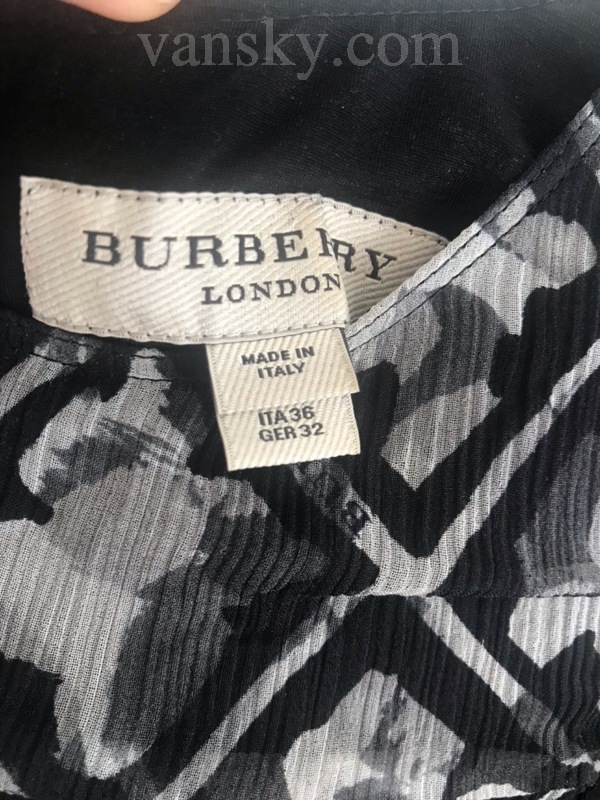 vansky.com
BURBERRY
LONDON
MADE IN
ITALY
ITA 36
GER 32